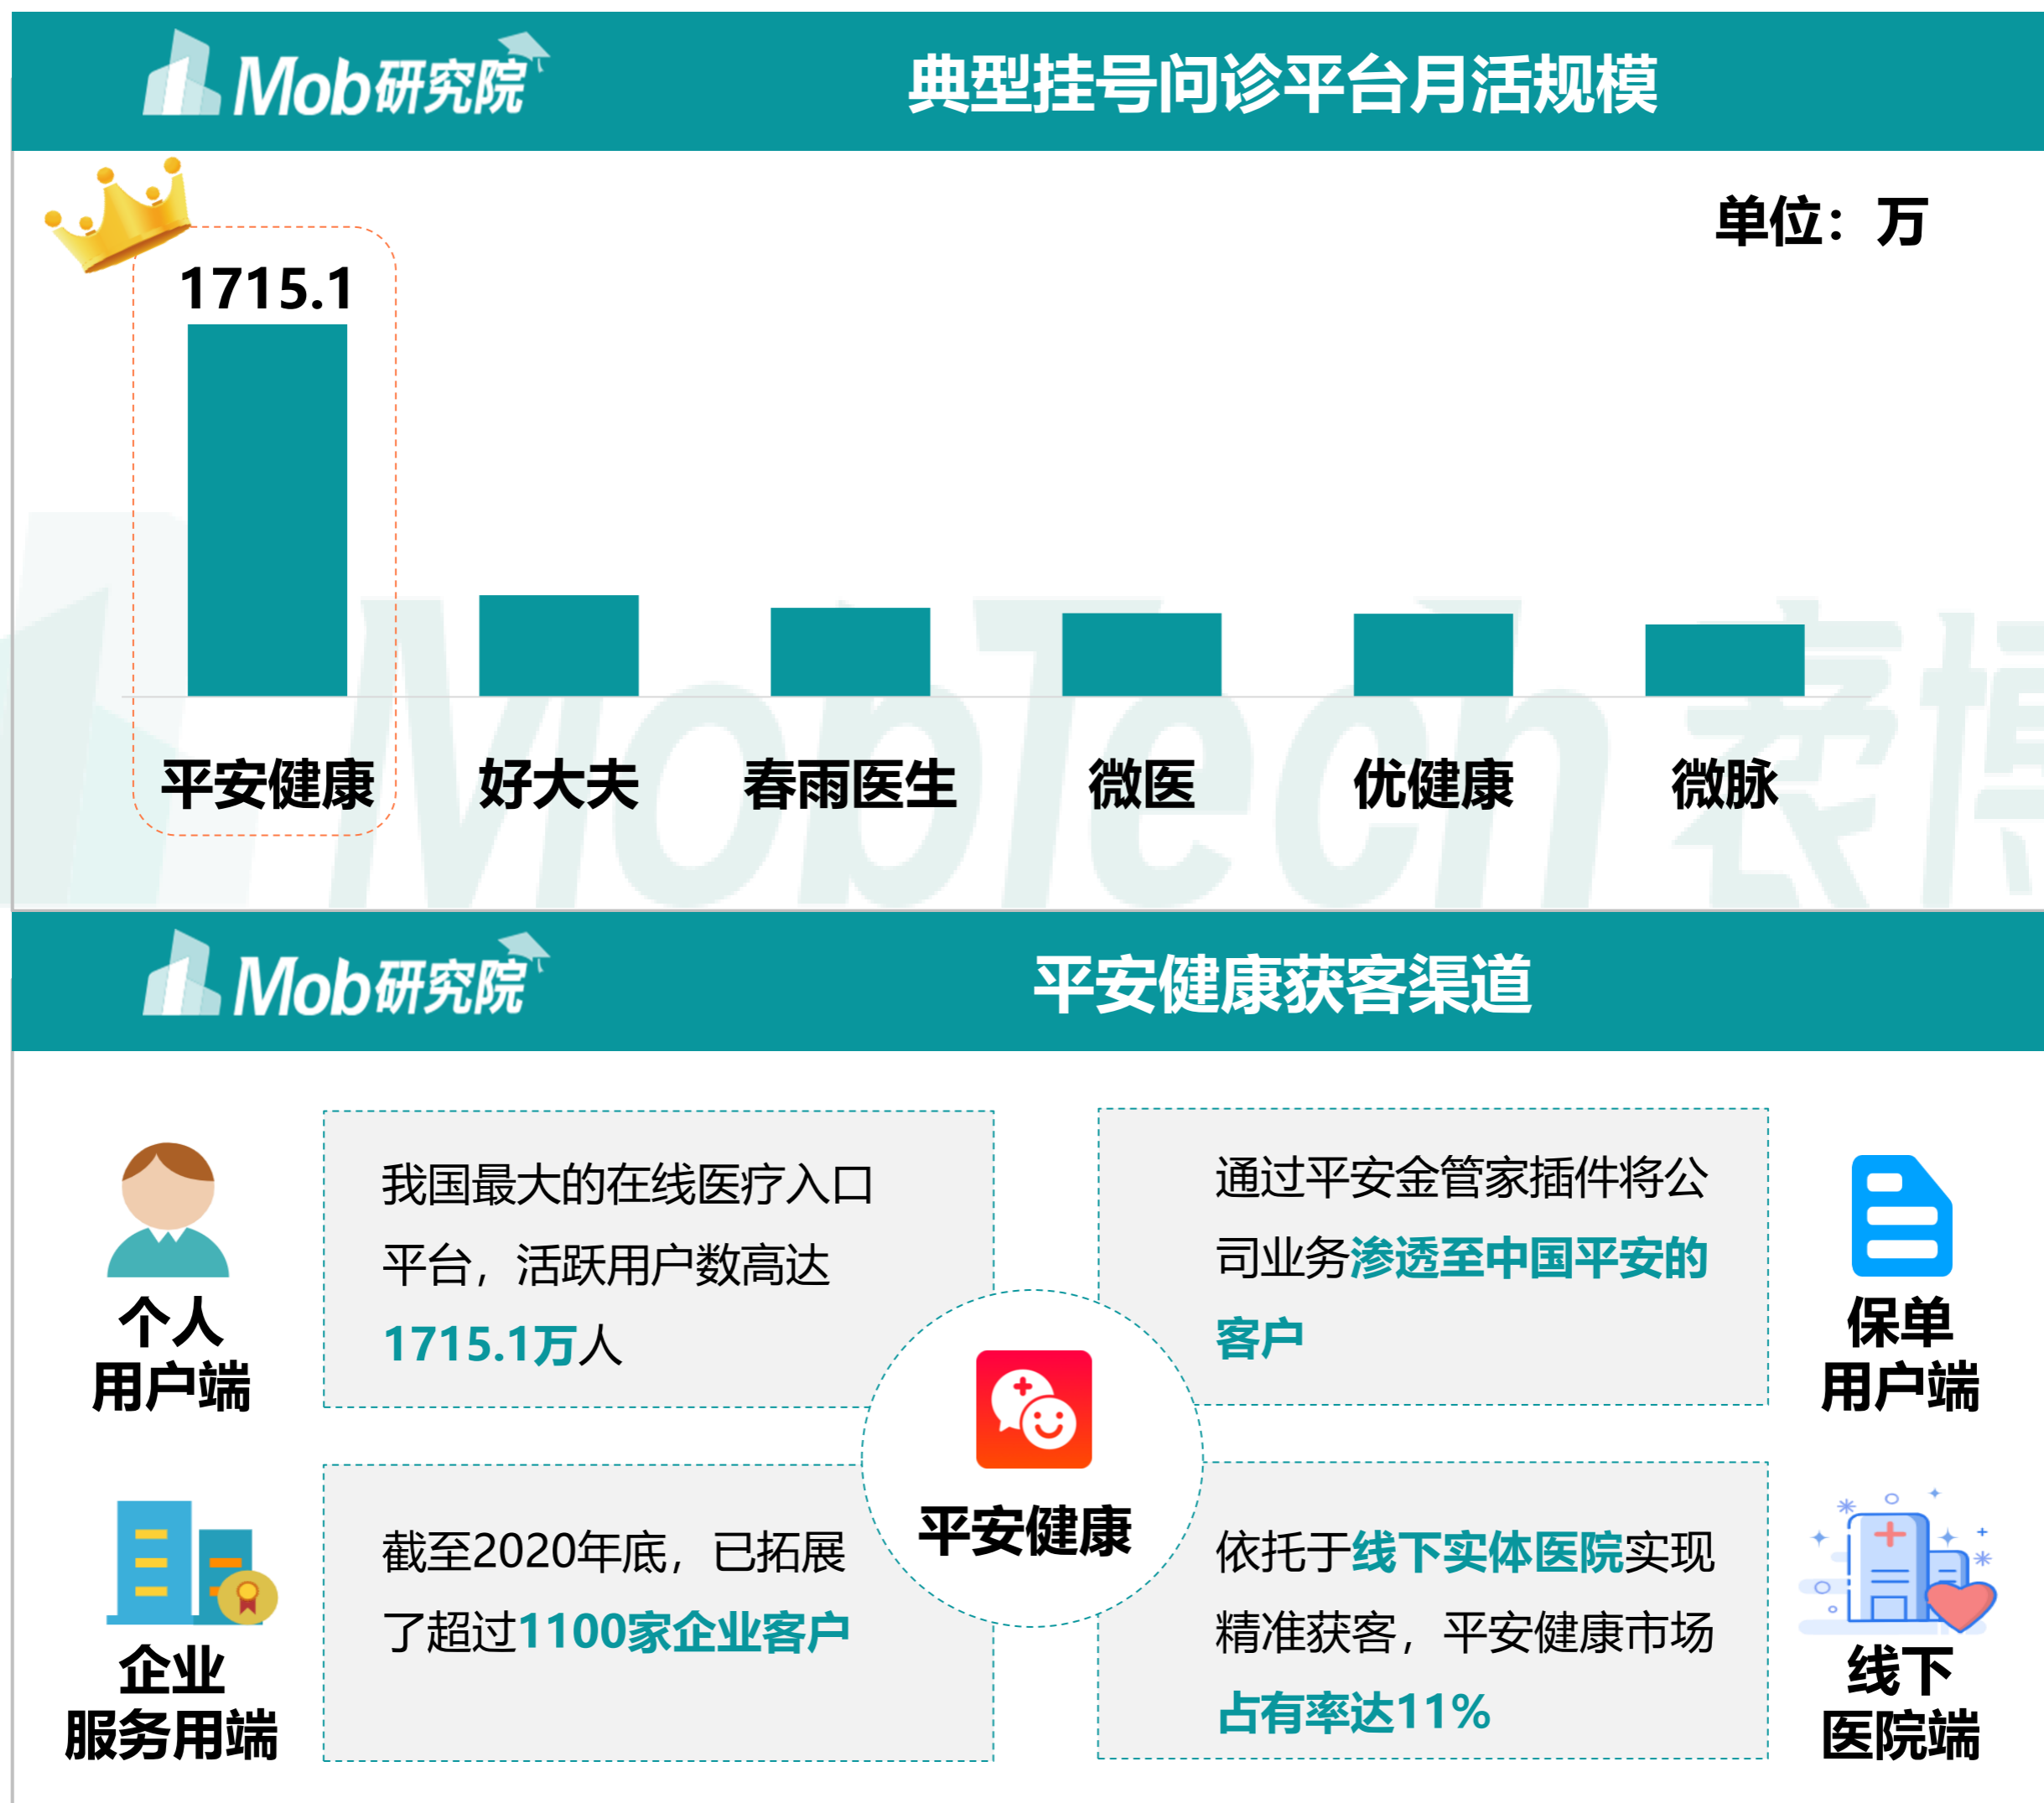 Mob研究院
典型挂号问诊平台月活规模
单位：万
1715.1
平安健康
好大夫
春雨医生
微医
优健康
微脉
MobTech 袤博
Mob研究院
平安健康获客渠道
个人
用户端
我国最大的在线医疗入口
平台，活跃用户数高达
1715.1万人
通过平安金管家插件将公
司业务渗透至中国平安的
客户
保单
用户端
平安健康
企业
服务用端
截至2020年底，已拓展
了超过1100家企业客户
依托于线下实体医院实现
精准获客，平安健康市场
占有率达11%
线下
医院端